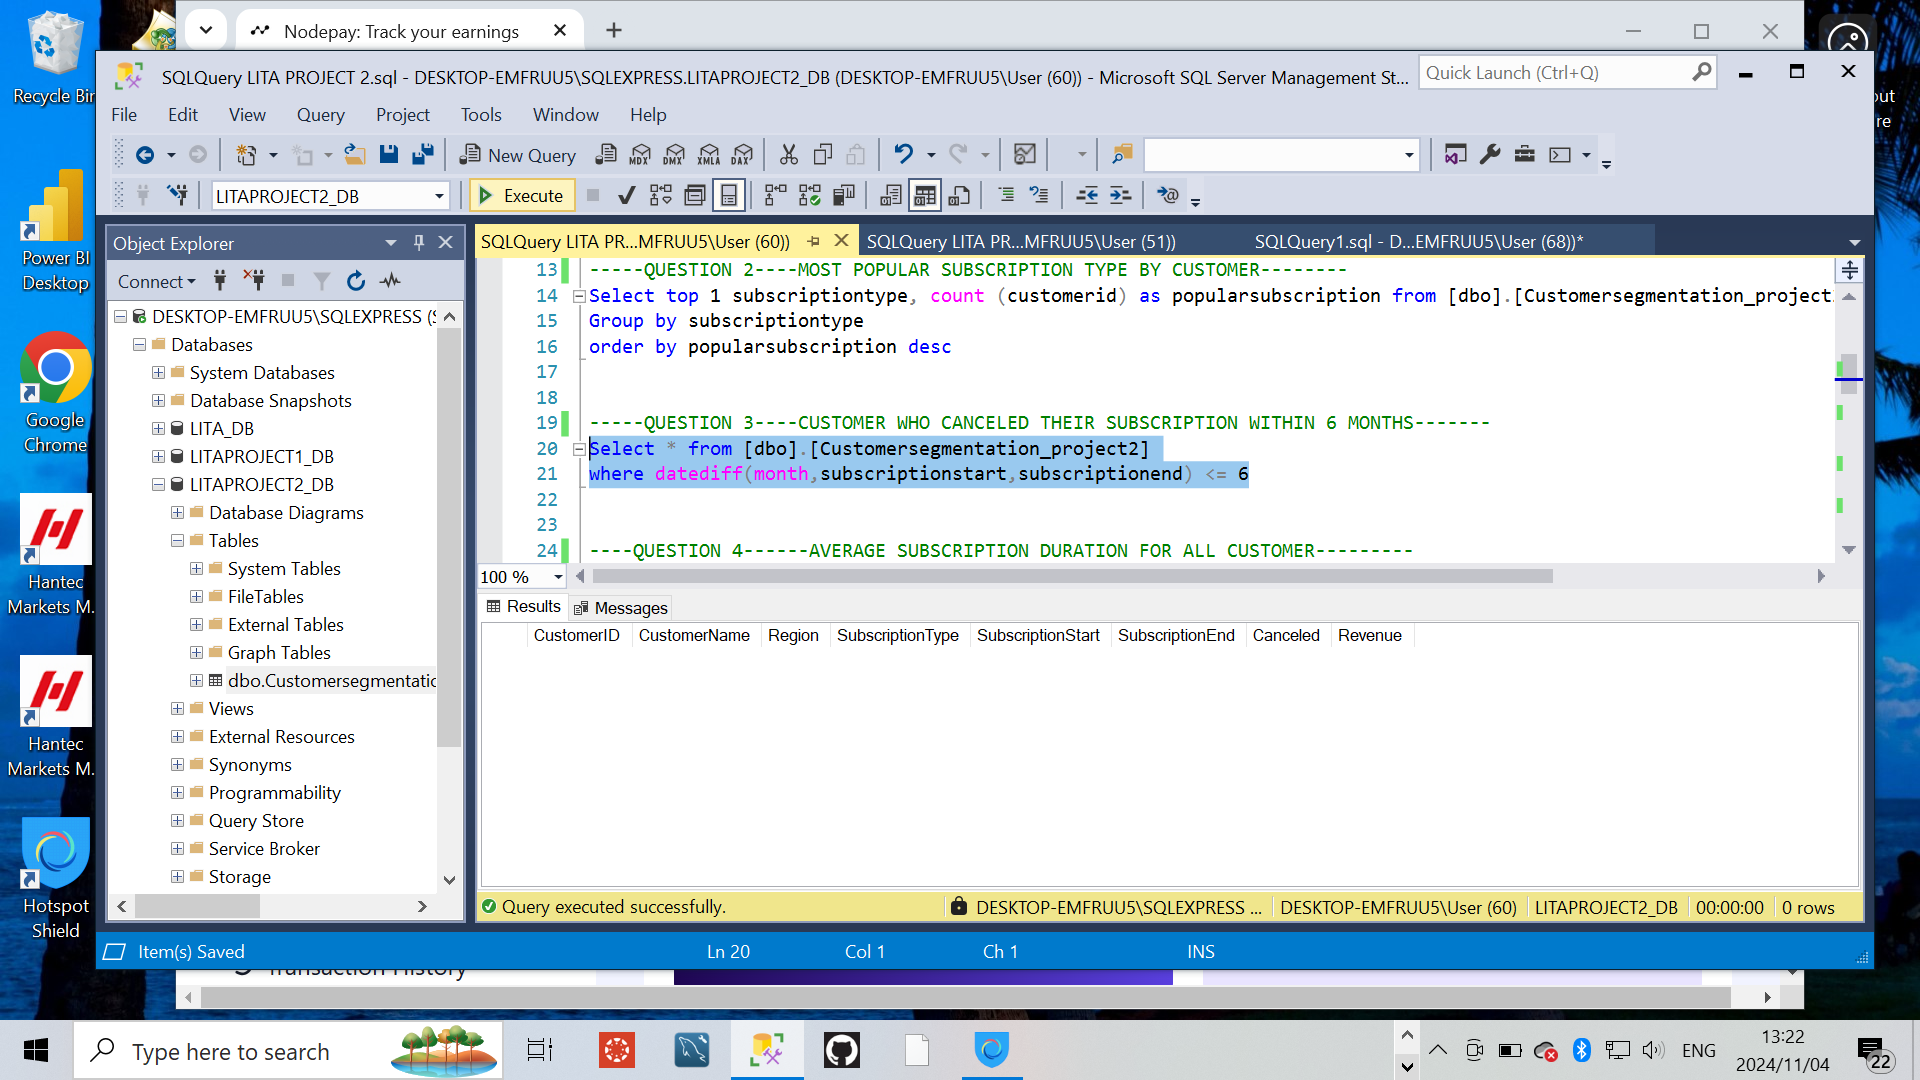 Recycle Bin
Power BI
Desktop
Google
Chrome
Hantec
Markets M...
Hantec
Markets M...
Hotspot
Shield
Nodepay: Track your earnings
SQLQuery LITA PROJECT 2.sql - DESKTOP-EMFRUU5\SQLEXPRESS.LITAPROJECT2_DB (DESKTOP-EMFRUU5\User (60)) - Microsoft SQL Server Management St...
Quick Launch (Ctrl+Q)
File Edit View Query Project Tools Window Help
New Query MDX DMX XMLA DAX
LITAPROJECT2_DB Execute
Object Explorer
Connect
DESKTOP-EMFRUU5\SQLEXPRESS (S
Databases
System Databases
Database Snapshots
LITA_DB
LITAPROJECT1_DB
LITAPROJECT2_DB
Database Diagrams
Tables
System Tables
FileTables
External Tables
Graph Tables
dbo.Customersegmentatic
Views
External Resources
Synonyms
Programmability
Query Store
Service Broker
Storage
SQLQuery LITA PR...MFRUU5\User (60)) SQLQuery LITA PR...MFRUU5\User (51)) SQLQuery1.sql - D...EMFRUU5\User (68))*
13 -----QUESTION 2----MOST POPULAR SUBSCRIPTION TYPE BY CUSTOMER--------
14 Select top 1 subscriptiontype, count (customerid) as popularsubscription from [dbo].[Customersegmentation_project
15 Group by subscriptiontype
16 order by popularsubscription desc
17
18
19 -----QUESTION 3----CUSTOMER WHO CANCELED THEIR SUBSCRIPTION WITHIN 6 MONTHS-------
20 Select * from [dbo].[Customersegmentation_project2]
21 where datediff(month,subscriptionstart,subscriptionend) <= 6
22
23
24 ----QUESTION 4------AVERAGE SUBSCRIPTION DURATION FOR ALL CUSTOMER---------
100 %
Results Messages
CustomerID CustomerName Region SubscriptionType SubscriptionStart SubscriptionEnd Canceled Revenue
Query executed successfully. DESKTOP-EMFRUU5\SQLEXPRESS ... DESKTOP-EMFRUU5\User (60) LITAPROJECT2_DB 00:00:00 0 rows
Item(s) Saved Ln 20 Col 1 Ch 1 INS
Transaction History
Type here to search
ENG
13:22
2024/11/04
22